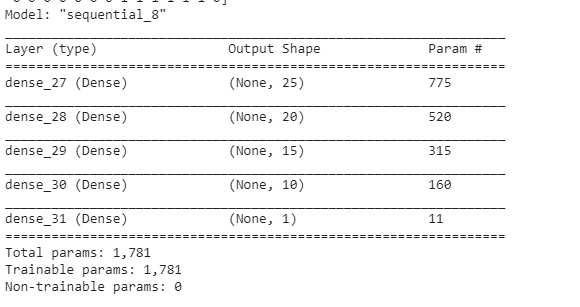 Model: "sequential_8"
Layer (type) Output Shape Param #
dense_27 (Dense) (None, 25) 775
dense_28 (Dense) (None, 20) 520
dense_29 (Dense) (None, 15) 315
dense_30 (Dense) (None, 10) 160
dense_31 (Dense) (None, 1) 11
Total params: 1,781
Trainable params: 1,781
Non-trainable params: 0